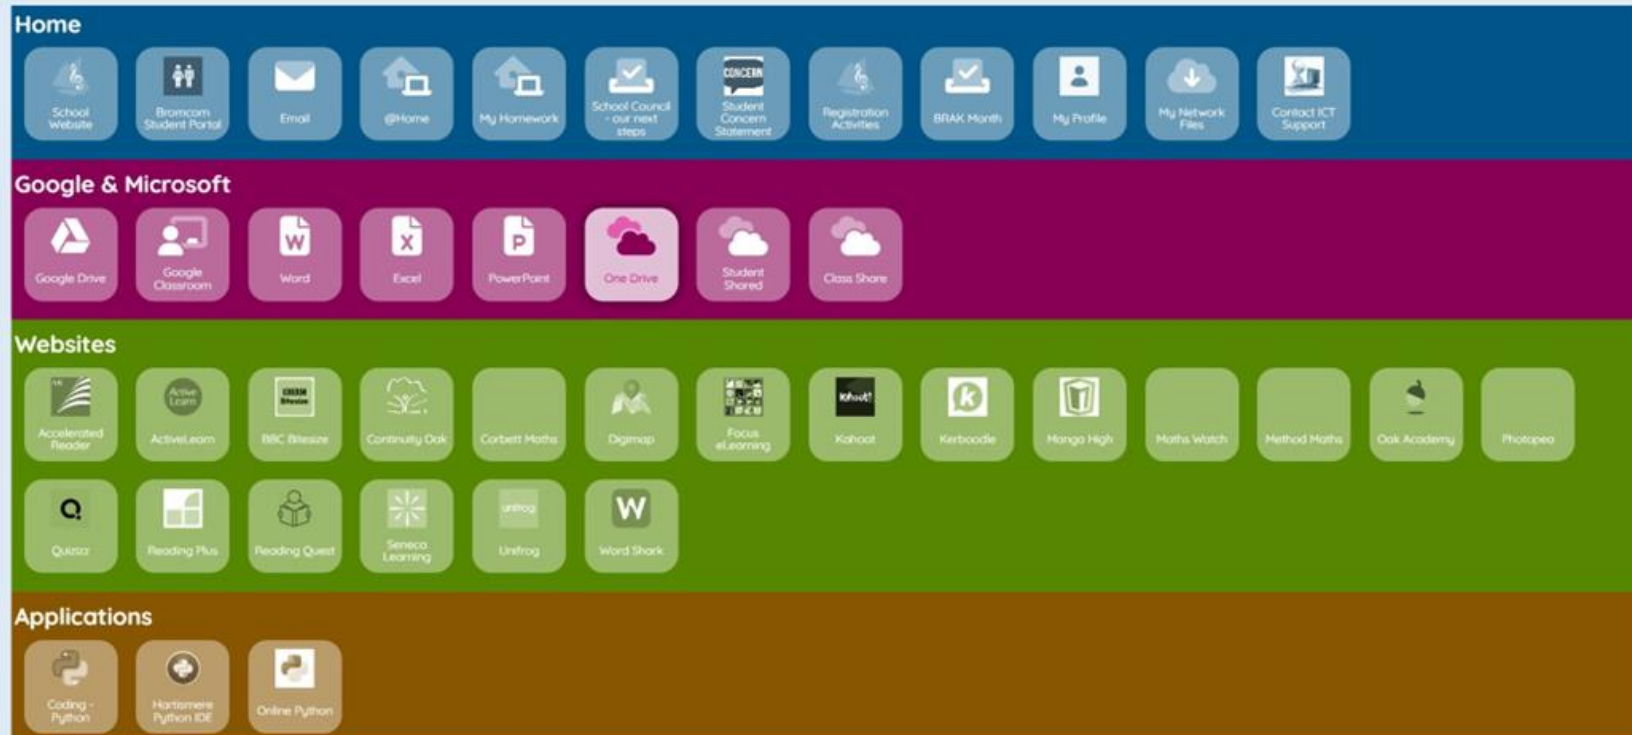 Home
School
Website
Bromcom
Student Portal
Email
@Home
My Homework
School Council
- our next
steps
CONCERN
Student
Concern
Statement
Registration
Activities
BRAK Month
My Profile
My Network
Files
Contact ICT
Support
Google & Microsoft
Google Drive
Google
Classroom
W
Word
X
Excel
P
PowerPoint
One Drive
Student
Shared
Class Share
Websites
Accelerated
Reader
Active
Learn
ActiveLearn
BBC Bitesize
Continuity Oak
Corbett Maths
Digimap
Focus
eLearning
Kahoot!
Kahoot
K
Kerboodle
Manga High
Maths Watch
Method Maths
Oak Academy
Photopea
Q
Quizizz
Reading Plus
Reading Quest
Seneca
Learning
unifrog
Unifrog
W
Word Shark
Applications
Coding -
Python
Hartismere
Python IDE
Online Python